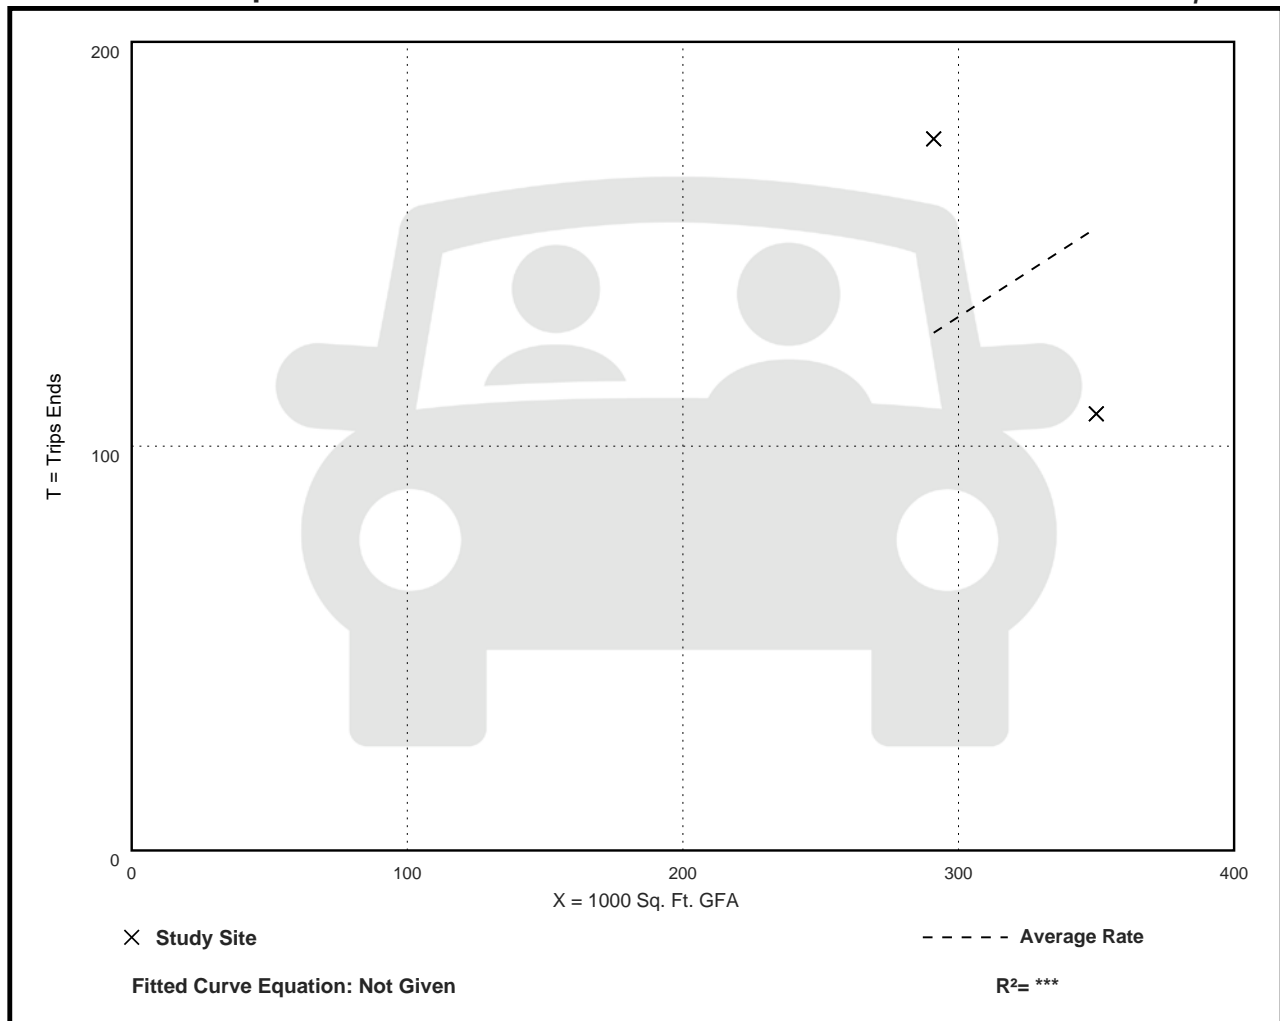 200
T = Trips Ends
100
0
0 100 200 300 400
X = 1000 Sq. Ft. GFA
Study Site
Average Rate
Fitted Curve Equation: Not Given
R²= ***